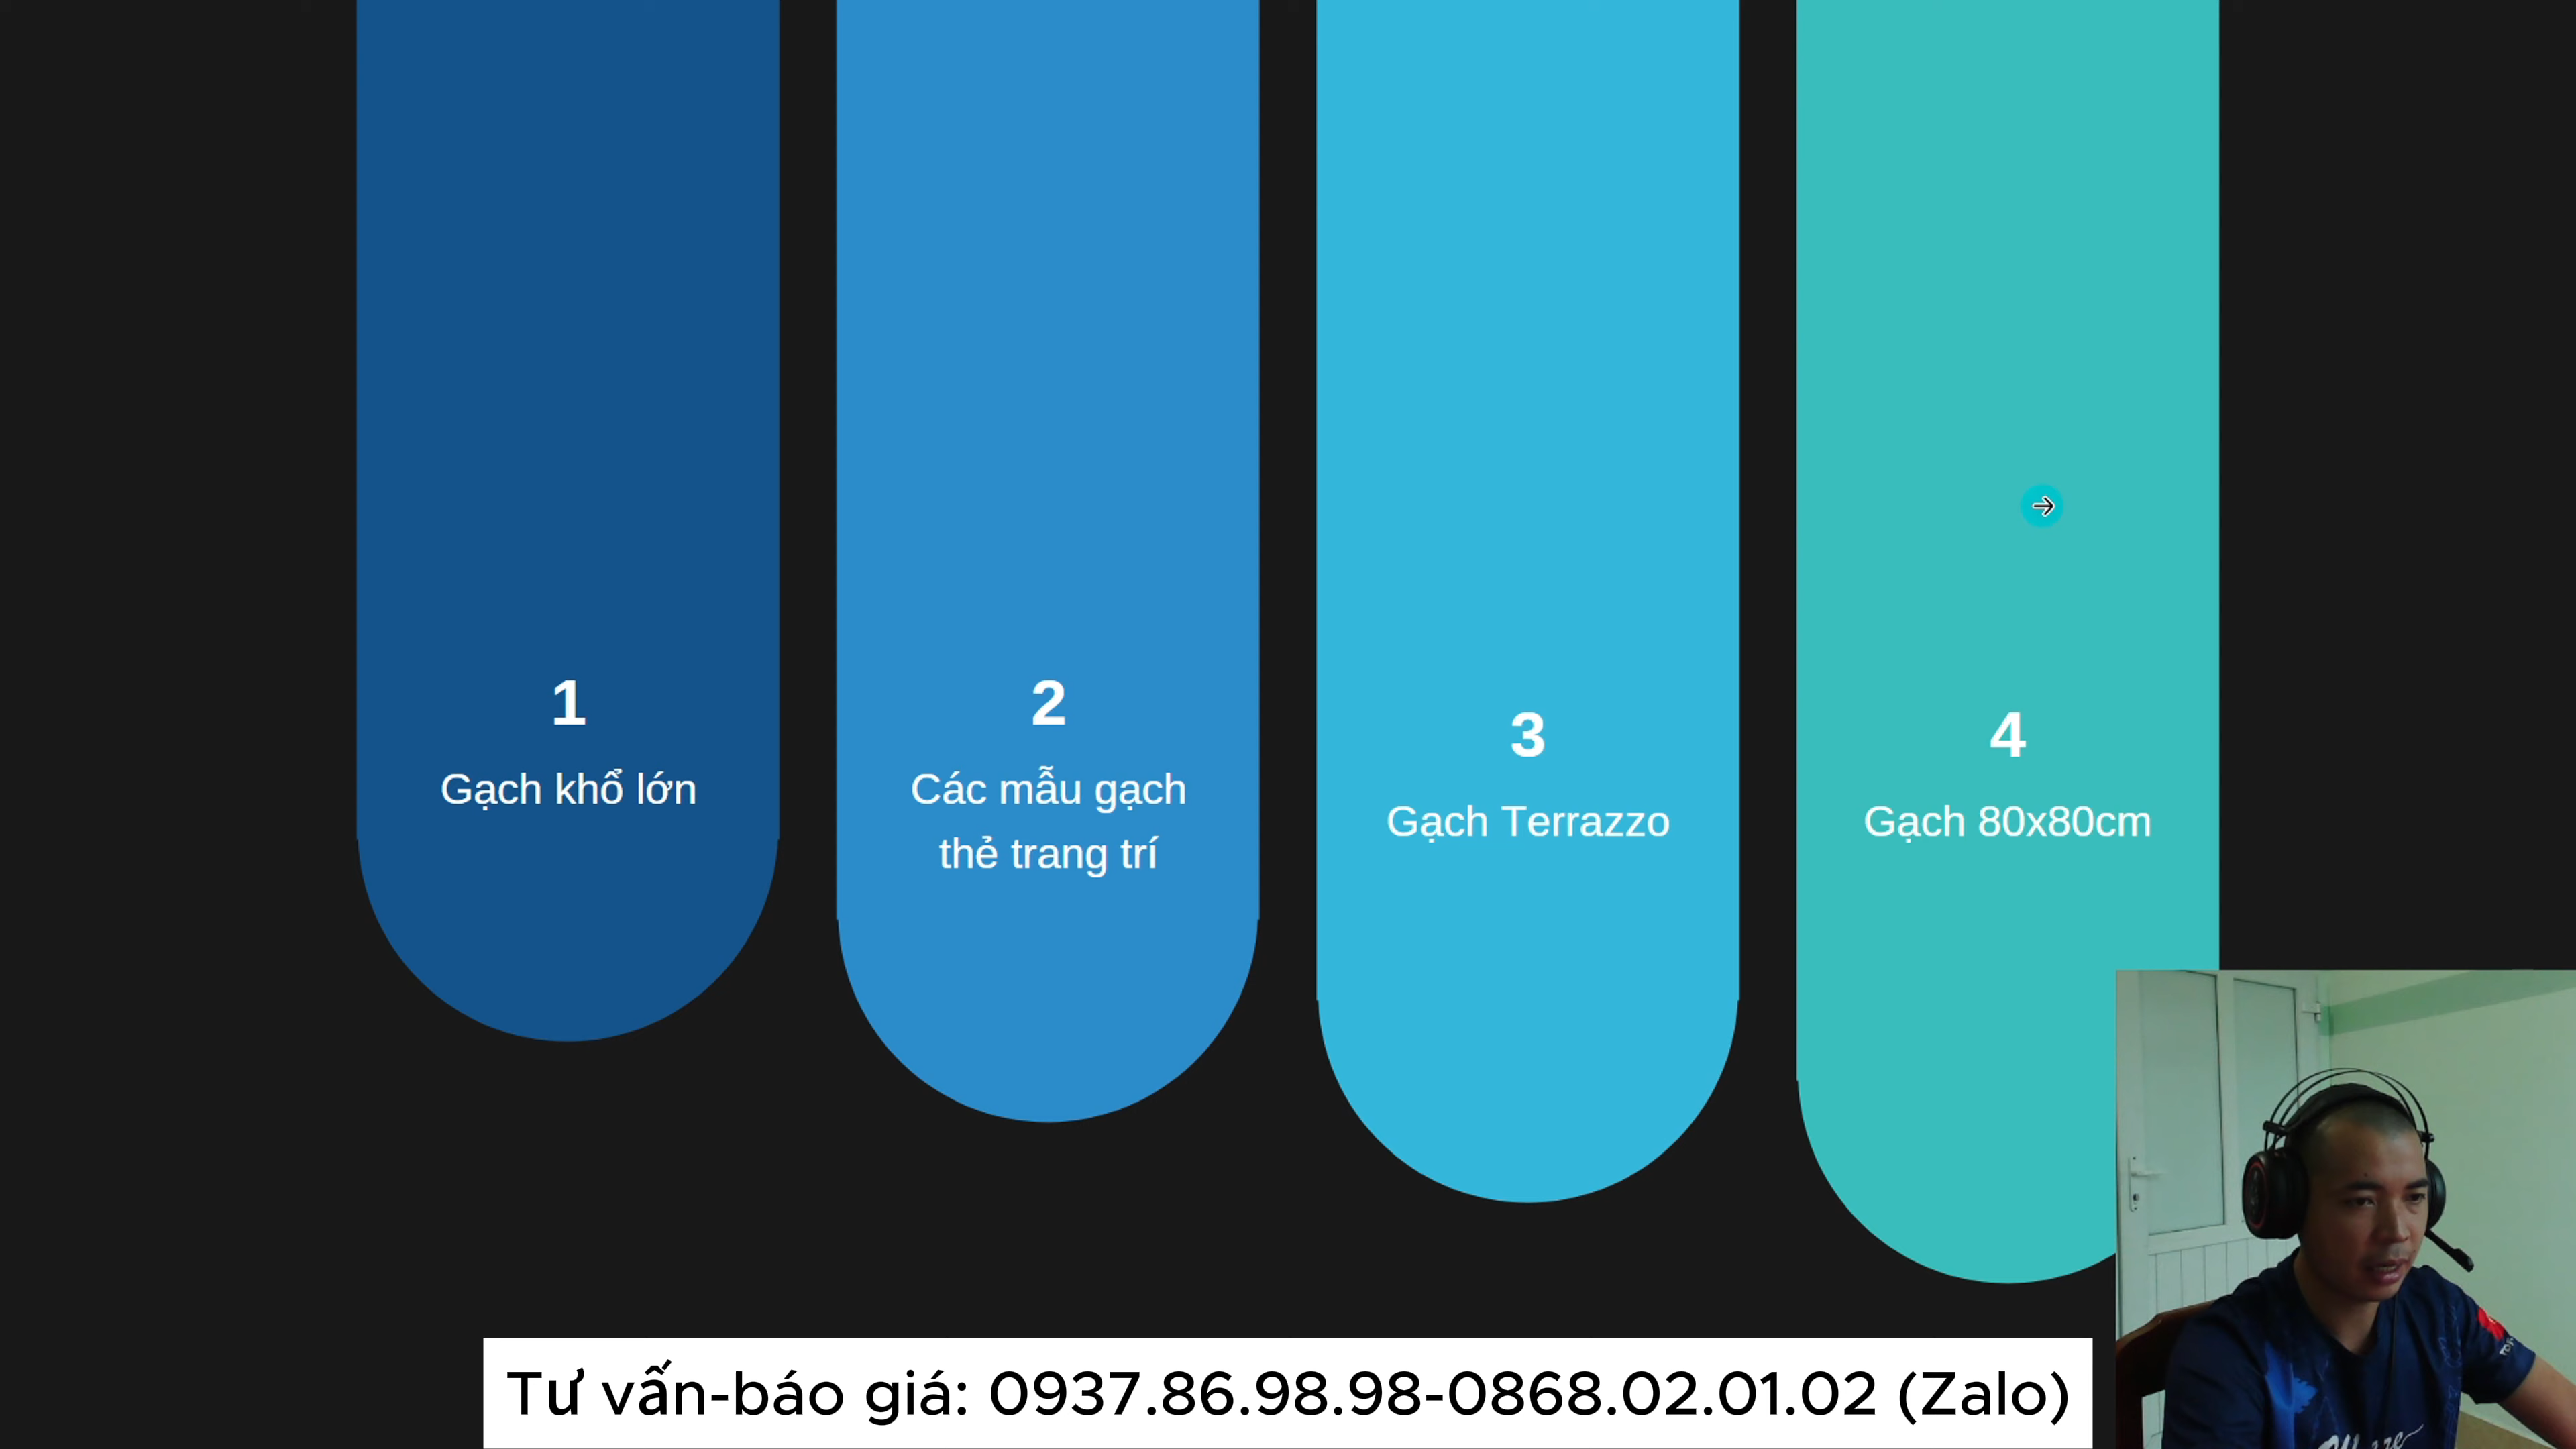 1
Gạch khổ lớn
2
Các mẫu gạch
thẻ trang trí
3
Gạch Terrazzo
4
Gạch 80x80cm
Tư vấn-báo giá: 0937.86.98.98-0868.02.01.02 (Zalo)